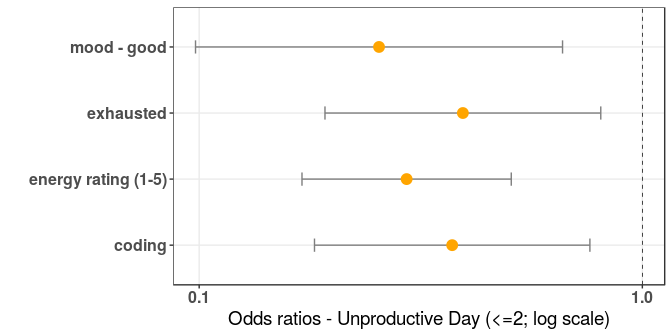 mood - good
exhausted
energy rating (1-5)
coding
0.1 1.0
Odds ratios - Unproductive Day (<=2; log scale)